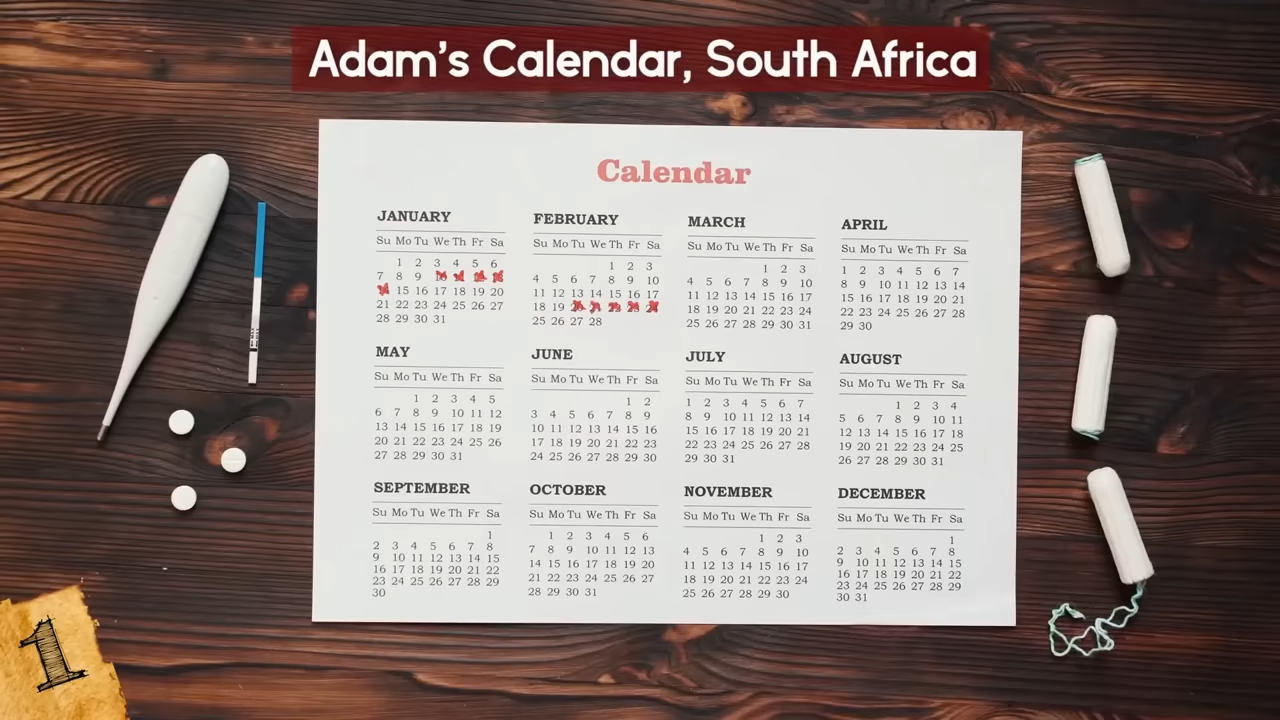 Adam's Calendar, South Africa
Calendar
JANUARY
Su Mo Tu We Th Fr Sa
1 2 3 4 5 6
7 8 9
15 16 17 18 19 20
21 22 23 24 25 26 27
28 29 30 31
FEBRUARY
Su Mo Tu We Th Fr Sa
1 2 3
4 5 6 7 8 9 10
11 12 13 14 15 16 17
18 19
25 26 27 28
MARCH
Su Mo Tu We Th Fr Sa
1 2 3
4 5 6 7 8 9 10
11 12 13 14 15 16 17
18 19 20 21 22 23 24
25 26 27 28 29 30 31
APRIL
Su Mo Tu We Th Fr Sa
1 2 3 4 5 6 7
8 9 10 11 12 13 14
15 16 17 18 19 20 21
22 23 24 25 26 27 28
29 30
MAY
Su Mo Tu We Th Fr Sa
1 2 3 4 5
6 7 8 9 10 11 12
13 14 15 16 17 18 19
20 21 22 23 24 25 26
27 28 29 30 31
JUNE
Su Mo Tu We Th Fr Sa
1 2
3 4 5 6 7 8 9
10 11 12 13 14 15 16
17 18 19 20 21 22 23
24 25 26 27 28 29 30
JULY
Su Mo Tu We Th Fr Sa
1 2 3 4 5 6 7
8 9 10 11 12 13 14
15 16 17 18 19 20 21
22 23 24 25 26 27 28
29 30 31
AUGUST
Su Mo Tu We Th Fr Sa
1 2 3 4
5 6 7 8 9 10 11
12 13 14 15 16 17 18
19 20 21 22 23 24 25
26 27 28 29 30 31
SEPTEMBER
Su Mo Tu We Th Fr Sa
1
2 3 4 5 6 7 8
9 10 11 12 13 14 15
16 17 18 19 20 21 22
23 24 25 26 27 28 29
30
OCTOBER
Su Mo Tu We Th Fr Sa
1 2 3 4 5 6
7 8 9 10 11 12 13
14 15 16 17 18 19 20
21 22 23 24 25 26 27
28 29 30 31
NOVEMBER
Su Mo Tu We Th Fr Sa
1 2 3
4 5 6 7 8 9 10
11 12 13 14 15 16 17
18 19 20 21 22 23 24
25 26 27 28 29 30
DECEMBER
Su Mo Tu We Th Fr Sa
1
2 3 4 5 6 7 8
9 10 11 12 13 14 15
16 17 18 19 20 21 22
23 24 25 26 27 28 29
30 31
1